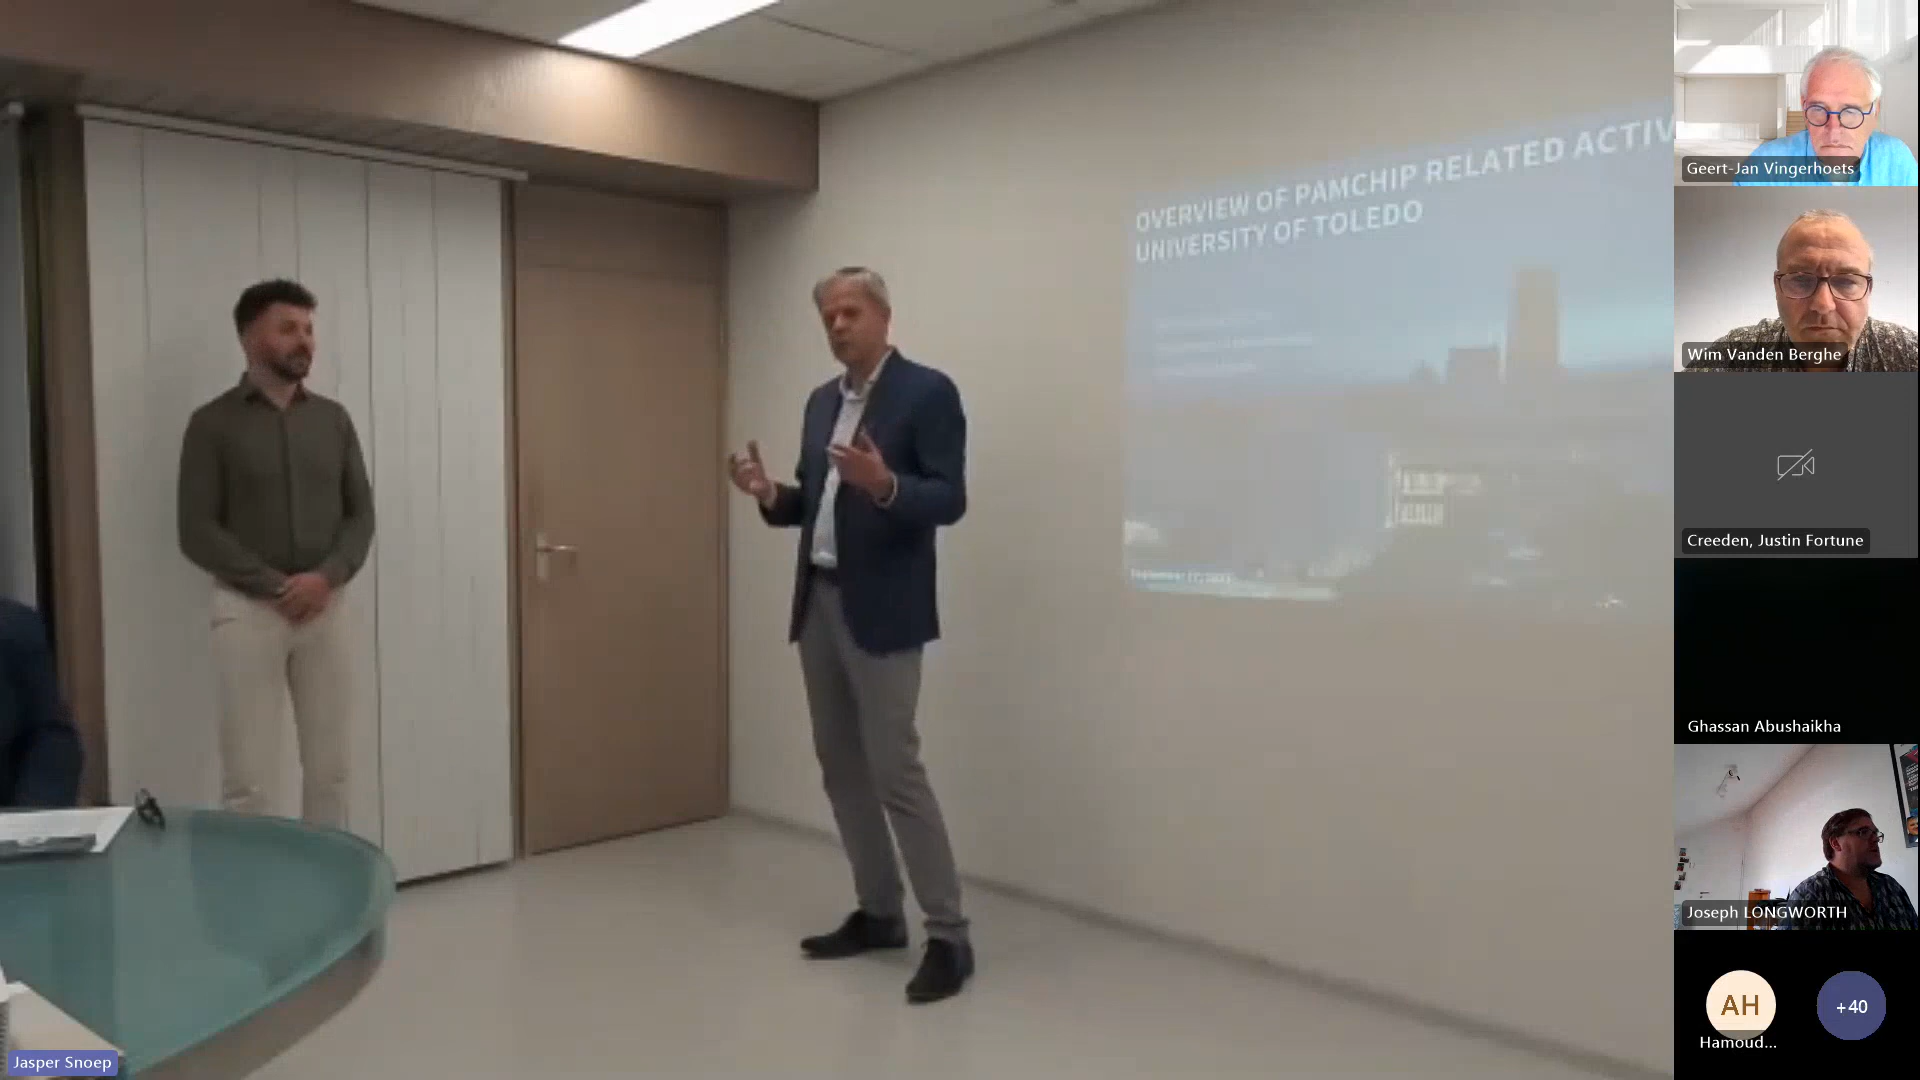 OVERVIEW OF PAMCHIP RELATED ACTIV
UNIVERSITY OF TOLEDO
Jasper Snoep
Geert-Jan Vingerhoets
Wim Vanden Berghe
Creeden, Justin Fortune
Ghassan Abushaikha
Joseph LONGWORTH
AH
+40
Hamoud...